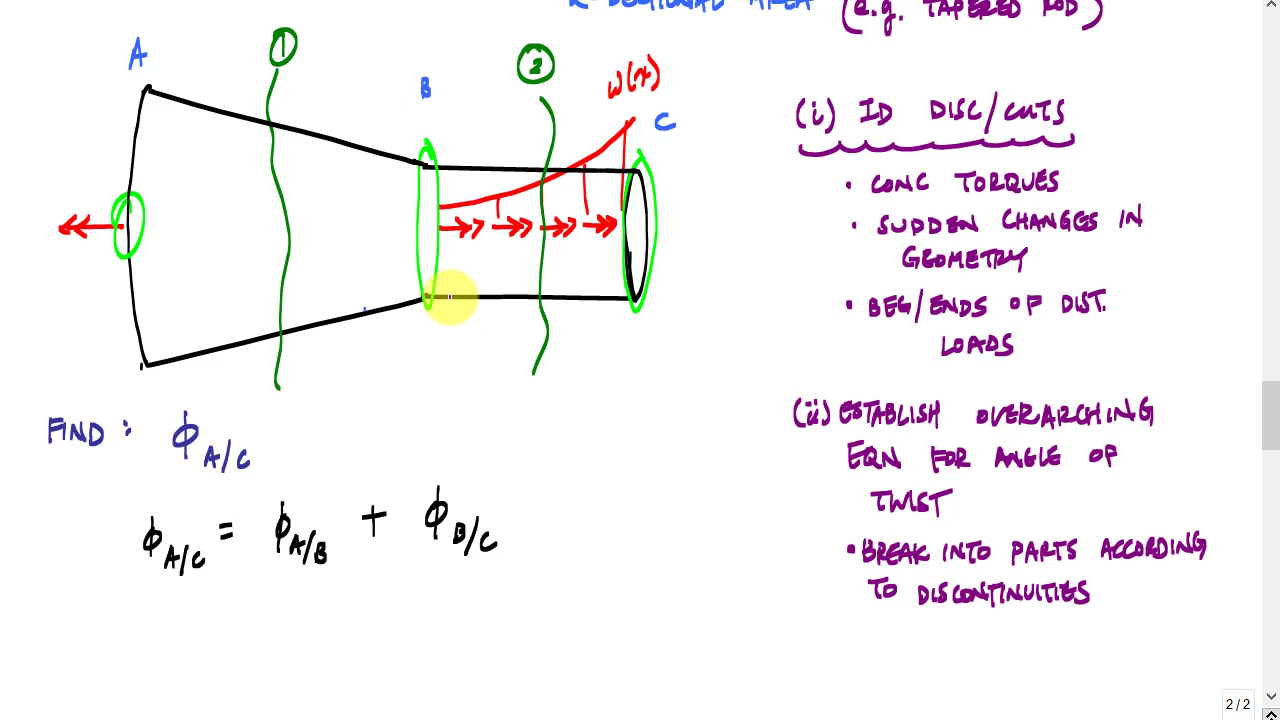 X-SECTIONAL AREA (e.g. TAPERED ROD)
A
1
B
2
W(x)
C
(i) ID DISC/CUTS
• CONC TORQUES
• SUDDEN CHANGES IN
GEOMETRY
• BEG/ENDS OF DIST.
LOADS
FIND: ϕA/C
ϕA/C = ϕA/B + ϕB/C
(ii) ESTABLISH OVERARCHING
EQN FOR ANGLE OF
TWIST
• BREAK INTO PARTS ACCORDING
TO DISCONTINUITIES
2/2